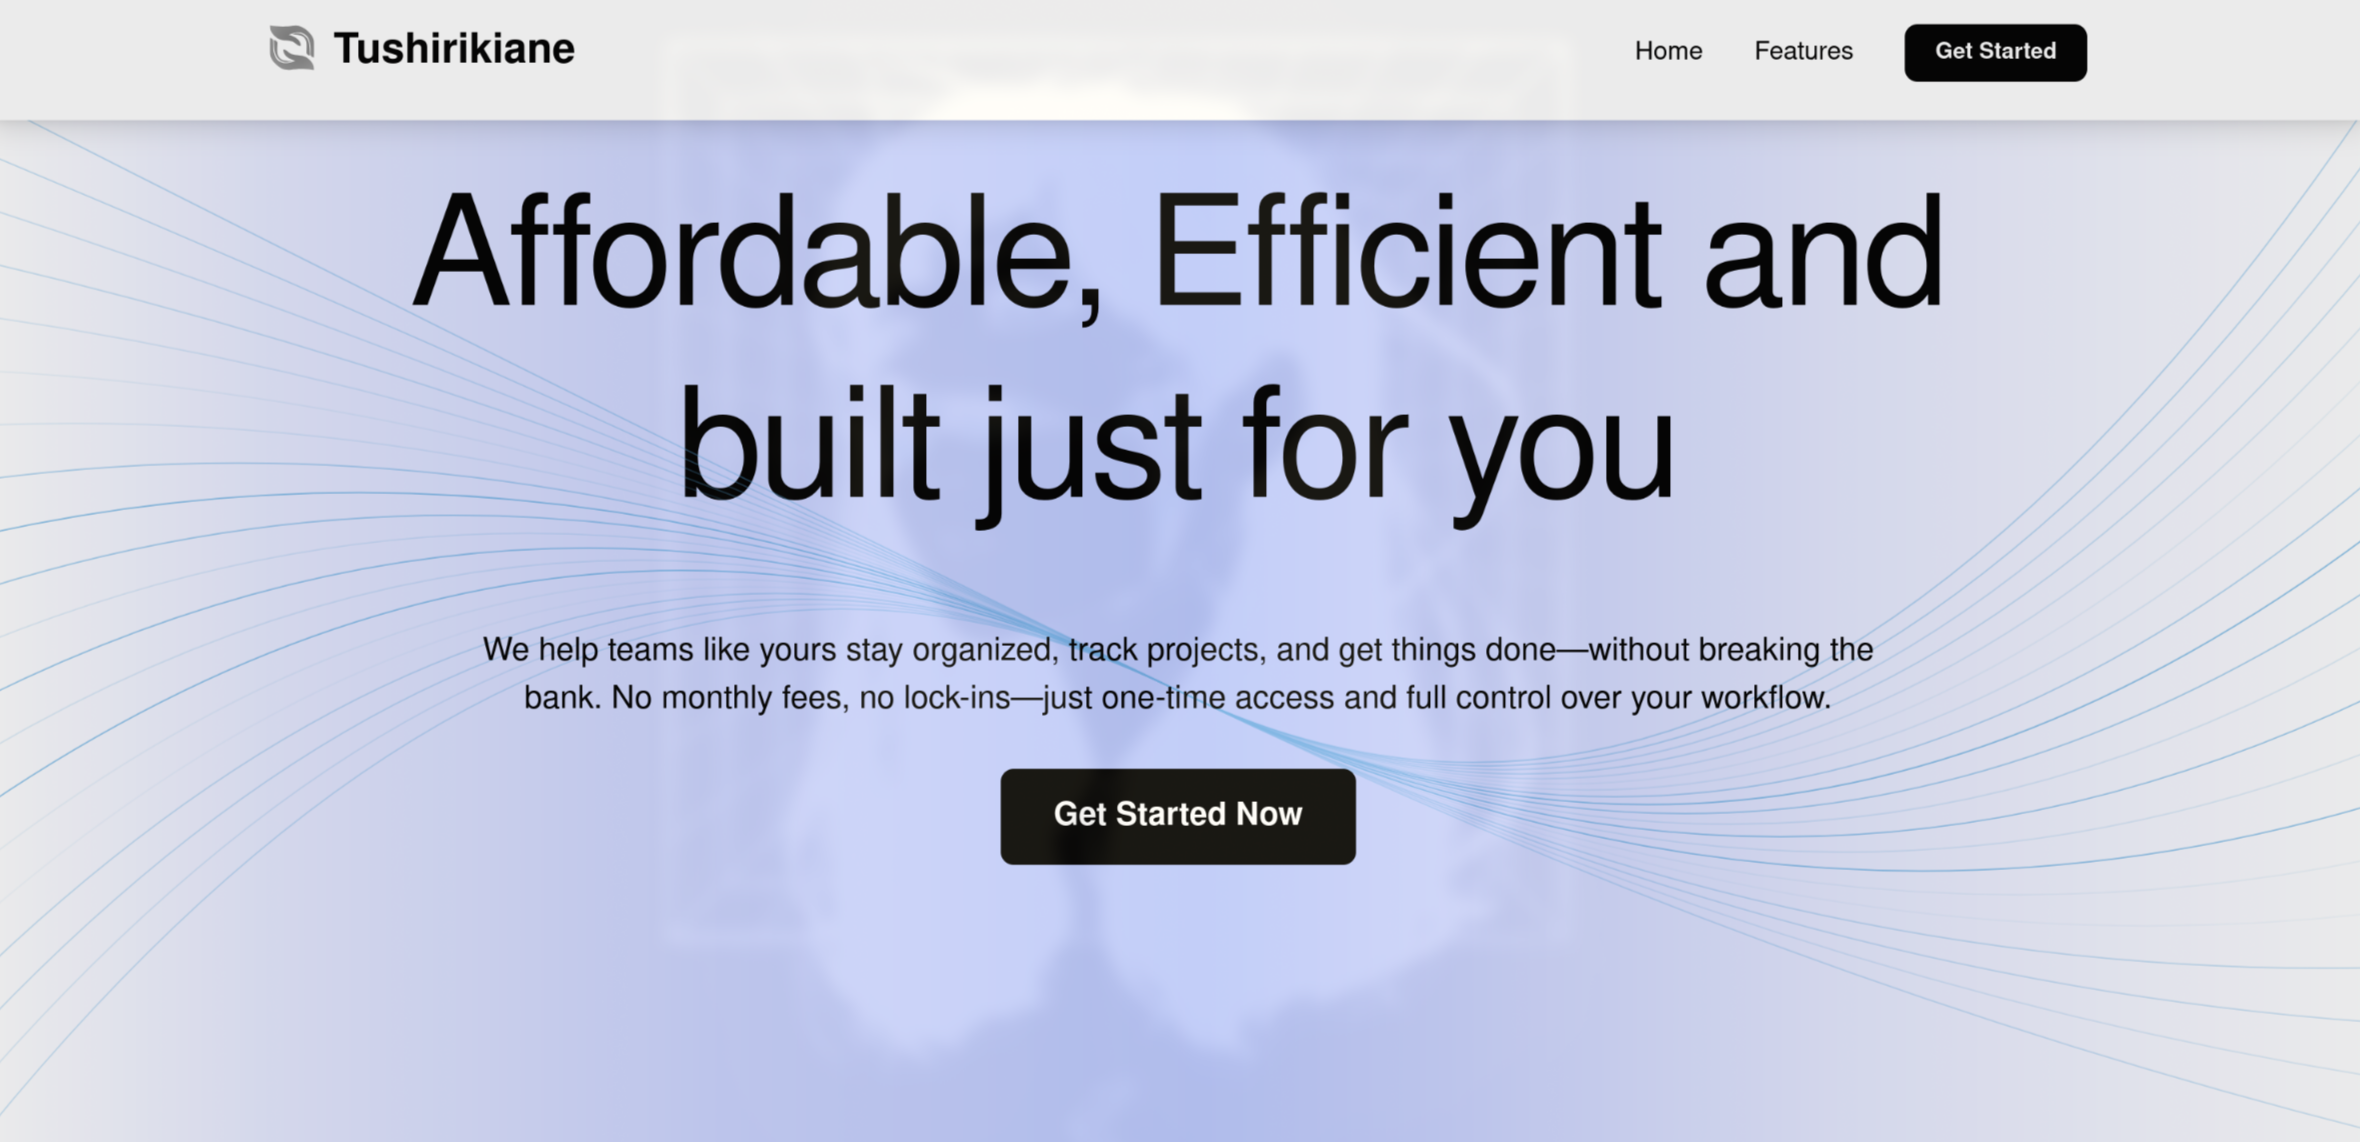 Tushirikiane
Home
Features
Get Started
Affordable, Efficient and
built just for you
We help teams like yours stay organized, track projects, and get things done—without breaking the
bank. No monthly fees, no lock-ins—just one-time access and full control over your workflow.
Get Started Now